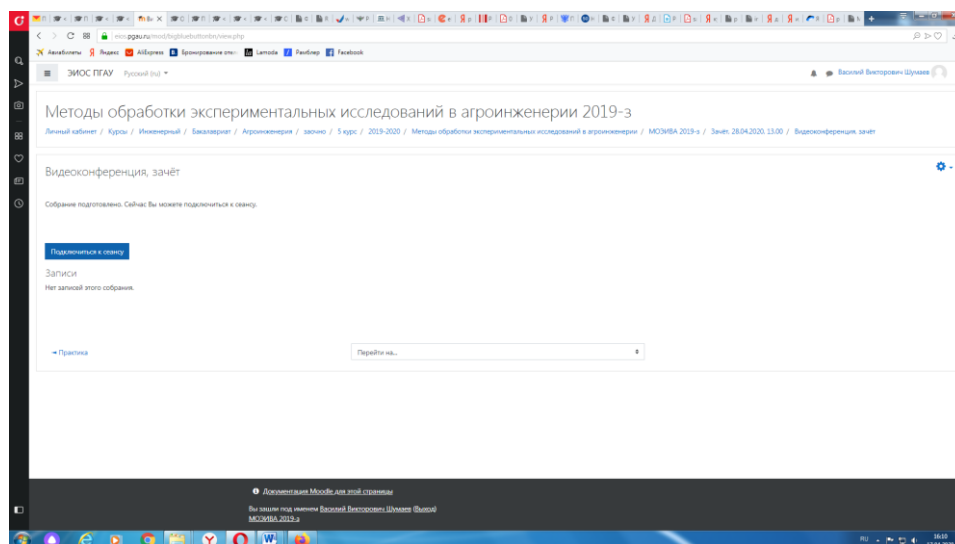 eios.pgau.ru/mod/bigbluebuttonbn/view.php
Авиабилеты Яндекс AliExpress Lamoda Рамблер Facebook
ЭИОС ПГАУ Русский (ru) Василий Викторович Шумаев
Методы обработки экспериментальных исследований в агроинженерии 2019-з
Личный кабинет / Курсы / Инженерный / Бакалавриат / Агроинженерия / заочно / 5 курс / 2019-2020 / Методы обработки экспериментальных исследований в агроинженерии / МОЭИВА 2019-з / Зачёт. 28.04.2020. 13.00 / Видеоконференция, зачёт
Видеоконференция, зачёт
Собрание подготовлено. Сейчас Вы можете подключиться к сеансу.
Подключиться к сеансу
Записи
Нет записей этого собрания.
→ Практика Перейти на...
Документация Moodle для этой страницы
Вы зашли под именем Василий Викторович Шумаев (Выход)
МОЭИВА 2019-з
RU 16:10